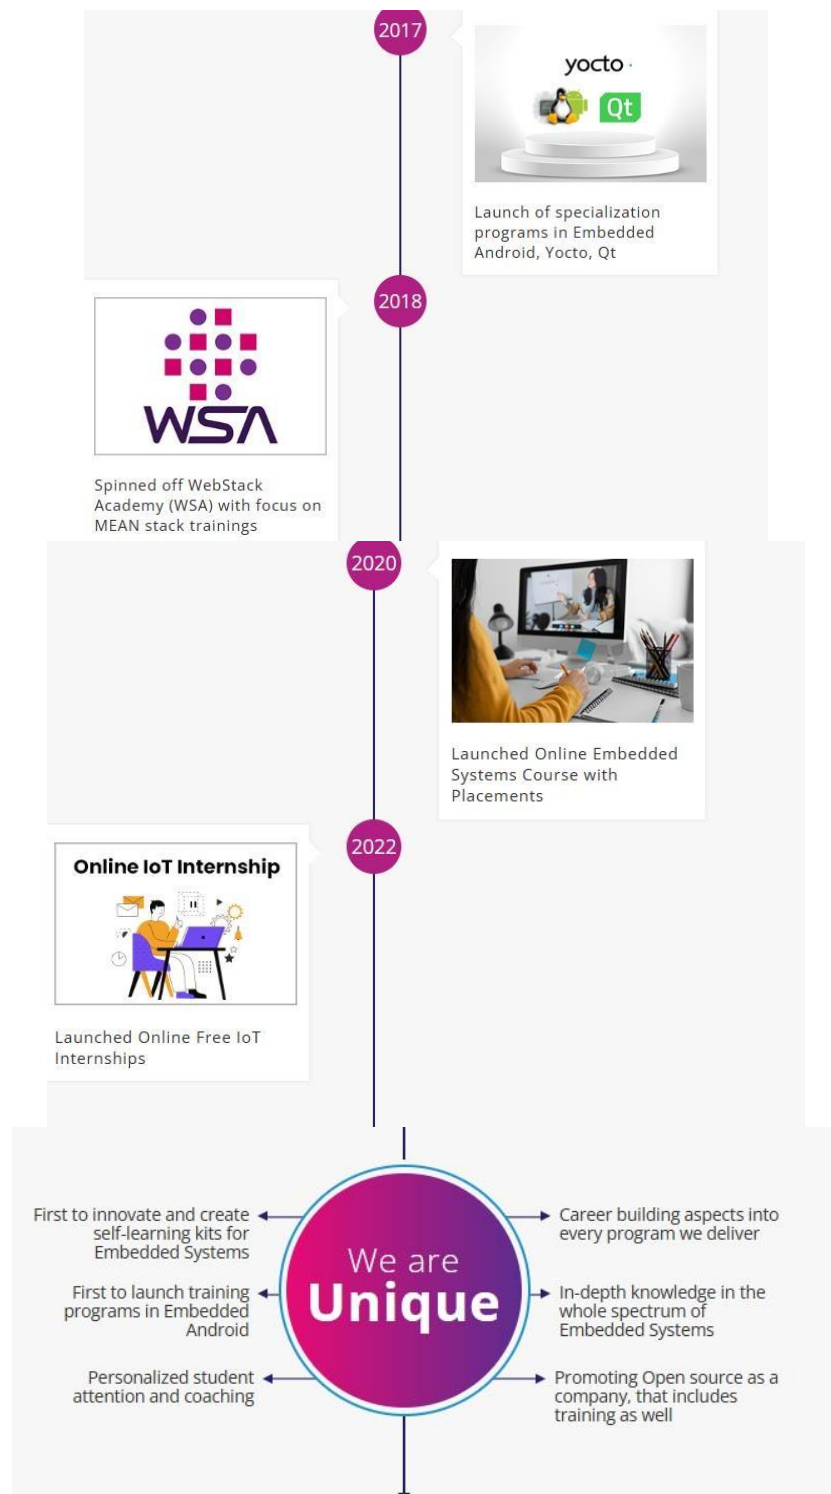 2017
yocto
Qt
Launch of specialization
programs in Embedded
Android, Yocto, Qt
2018
WSA
Spinned off WebStack
Academy (WSA) with focus on
MEAN stack trainings
2020
Launched Online Embedded
Systems Course with
Placements
2022
Online IoT Internship
Launched Online Free IoT
Internships
We are
Unique
First to innovate and create
self-learning kits for
Embedded Systems
First to launch training
programs in Embedded
Android
Personalized student
attention and coaching
Career building aspects into
every program we deliver
In-depth knowledge in the
whole spectrum of
Embedded Systems
Promoting Open source as a
company, that includes
training as well